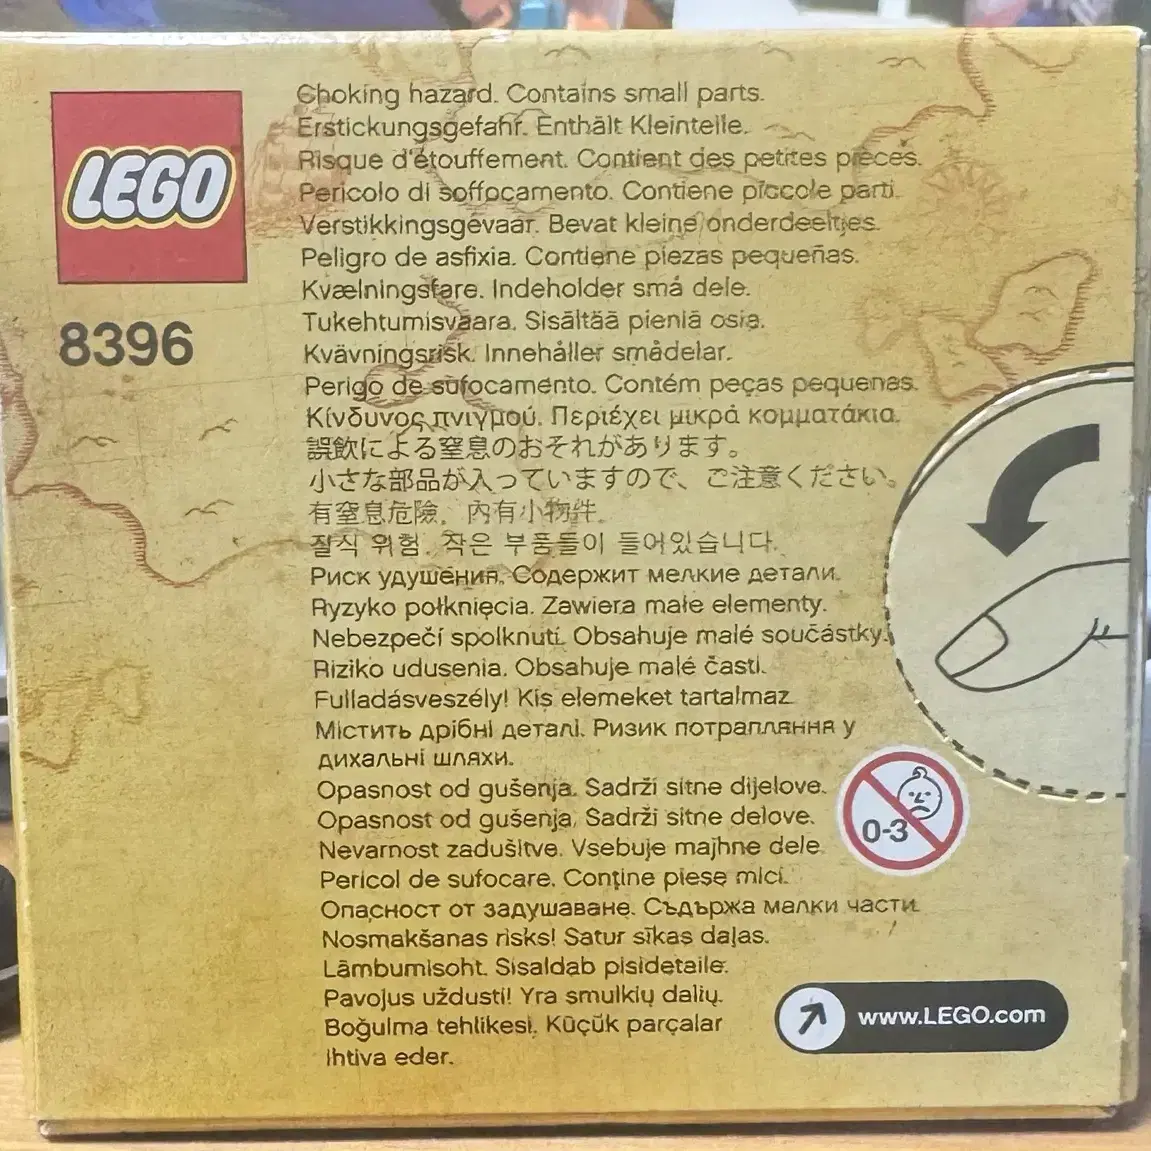 LEGO
8396
Choking hazard. Contains small parts.
Erstickungsgefahr. Enthält Kleinteile.
Risque d'étouffement. Contient des petites pièces.
Pericolo di soffocamento. Contiene piccole parti.
Verstikkingsgevaar. Bevat kleine onderdeeltjes.
Peligro de asfixia. Contiene piezas pequeñas.
Kvælningsfare. Indeholder små dele.
Tukehtumisvaara. Sisältää pieniä osia.
Kvävningsrisk. Innehåller smådelar.
Perigo de sufocamento. Contém peças pequenas.
Κίνδυνος πνιγμού. Περιέχει μικρά κομματάκια.
誤飲による窒息のおそれがあります。
小さな部品が入っていますので、ご注意ください。
有窒息危險．內有小物件．
질식 위험. 작은 부품들이 들어있습니다.
Риск удушения. Содержит мелкие детали.
Ryzyko połknięcia. Zawiera małe elementy.
Nebezpečí spolknutí. Obsahuje malé součástky.
Riziko udusenia. Obsahuje malé časti.
Fulladásveszély! Kis elemeket tartalmaz.
Містить дрібні деталі. Ризик потрапляння у
дихальні шляхи.
Opasnost od gušenja. Sadrži sitne dijelove.
Opasnost od gušenja. Sadrži sitne delove.
Nevarnost zadušitve. Vsebuje majhne dele.
Pericol de sufocare. Conţine piese mici.
Опасност от задушаване. Съдържа малки части.
Nosmakšanas risks! Satur sīkas daļas.
Lämbumisoht. Sisaldab pisidetaile.
Pavojus uždusti! Yra smulkių dalių.
Boğulma tehlikesi. Küçük parçalar
ihtiva eder.
0-3
www.LEGO.com